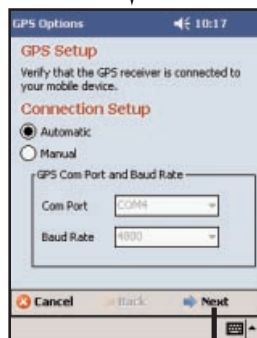 GPS Options 10:17
GPS Setup
Verify that the GPS receiver is connected to
your mobile device.
Connection Setup
Automatic
Manual
GPS Com Port and Baud Rate
Com Port COM4
Baud Rate 4800
Cancel Back Next